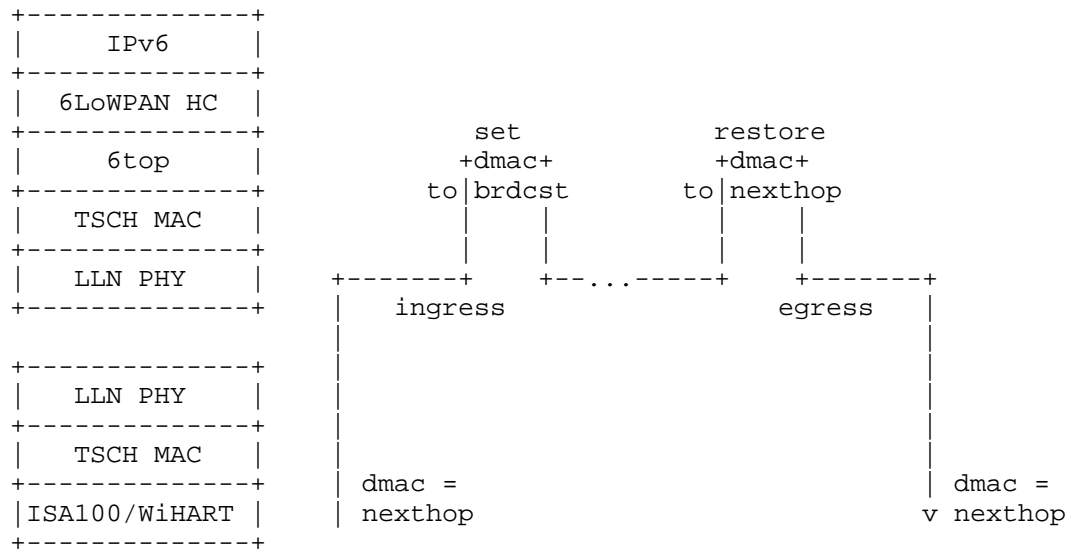 IPv6
6LoWPAN HC
set restore
6top +dmac+ +dmac+
to|brdcst to|nexthop
TSCH MAC
LLN PHY
ingress egress
LLN PHY
TSCH MAC
dmac = dmac =
ISA100/WiHART nexthop v nexthop